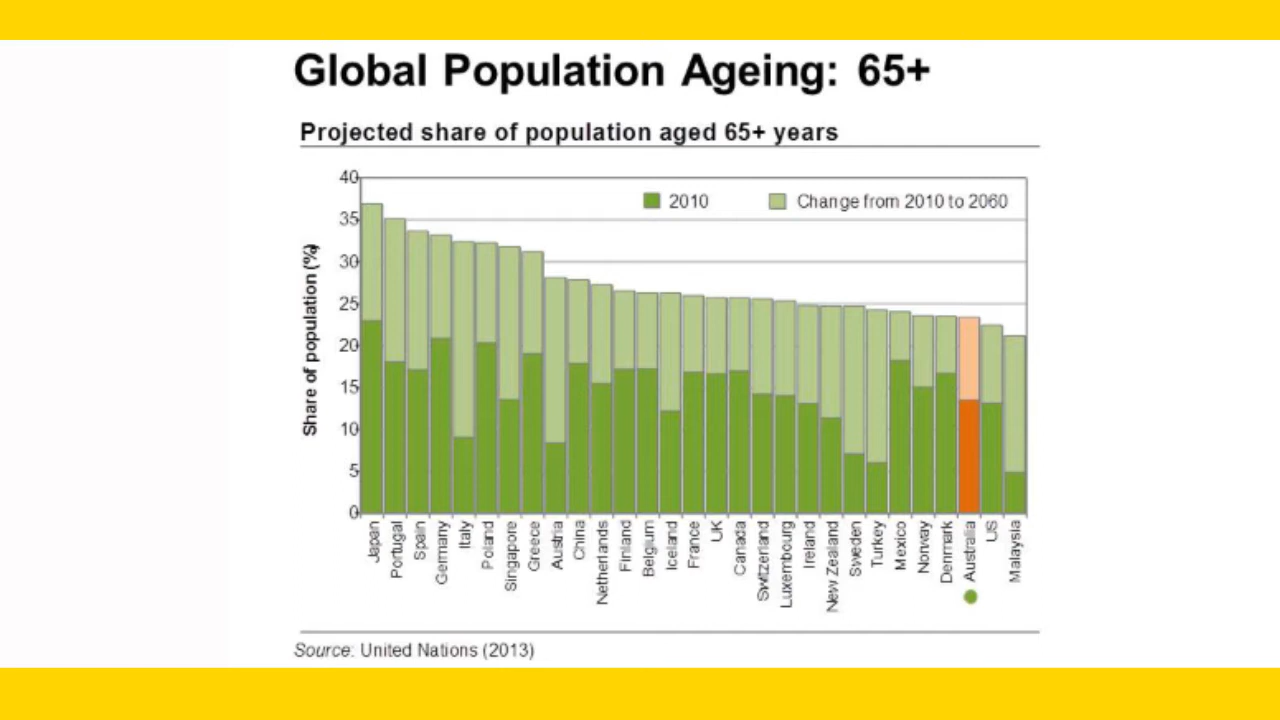 Global Population Ageing: 65+
Projected share of population aged 65+ years
40
35
30
25
20
15
10
5
0
Share of population (%)
2010
Change from 2010 to 2060
Japan
Portugal
Spain
Germany
Italy
Poland
Singapore
Greece
Austria
China
Netherlands
Finland
Belgium
Iceland
France
UK
Canada
Switzerland
Luxembourg
Ireland
New Zealand
Sweden
Turkey
Mexico
Norway
Denmark
Australia
US
Malaysia
Source: United Nations (2013)